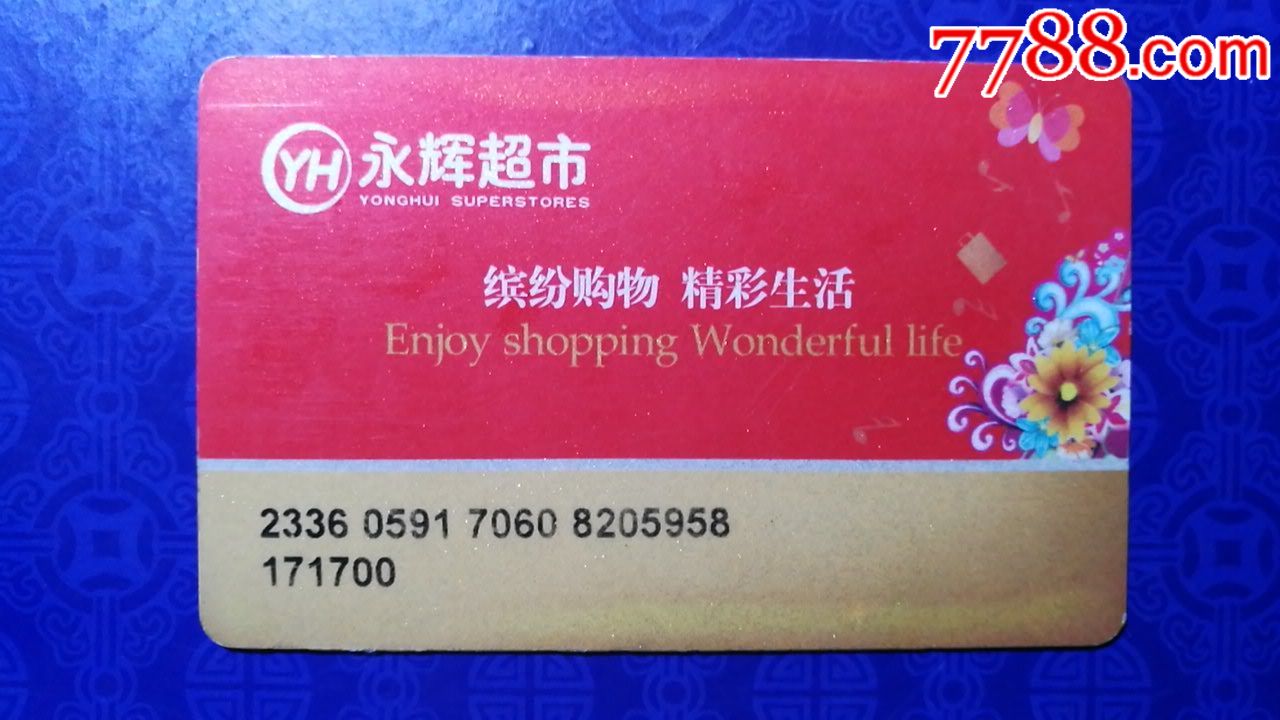 7788.com
YH 永辉超市
YONGHUI SUPERSTORES
缤纷购物 精彩生活
Enjoy shopping Wonderful life
2336 0591 7060 8205958
171700